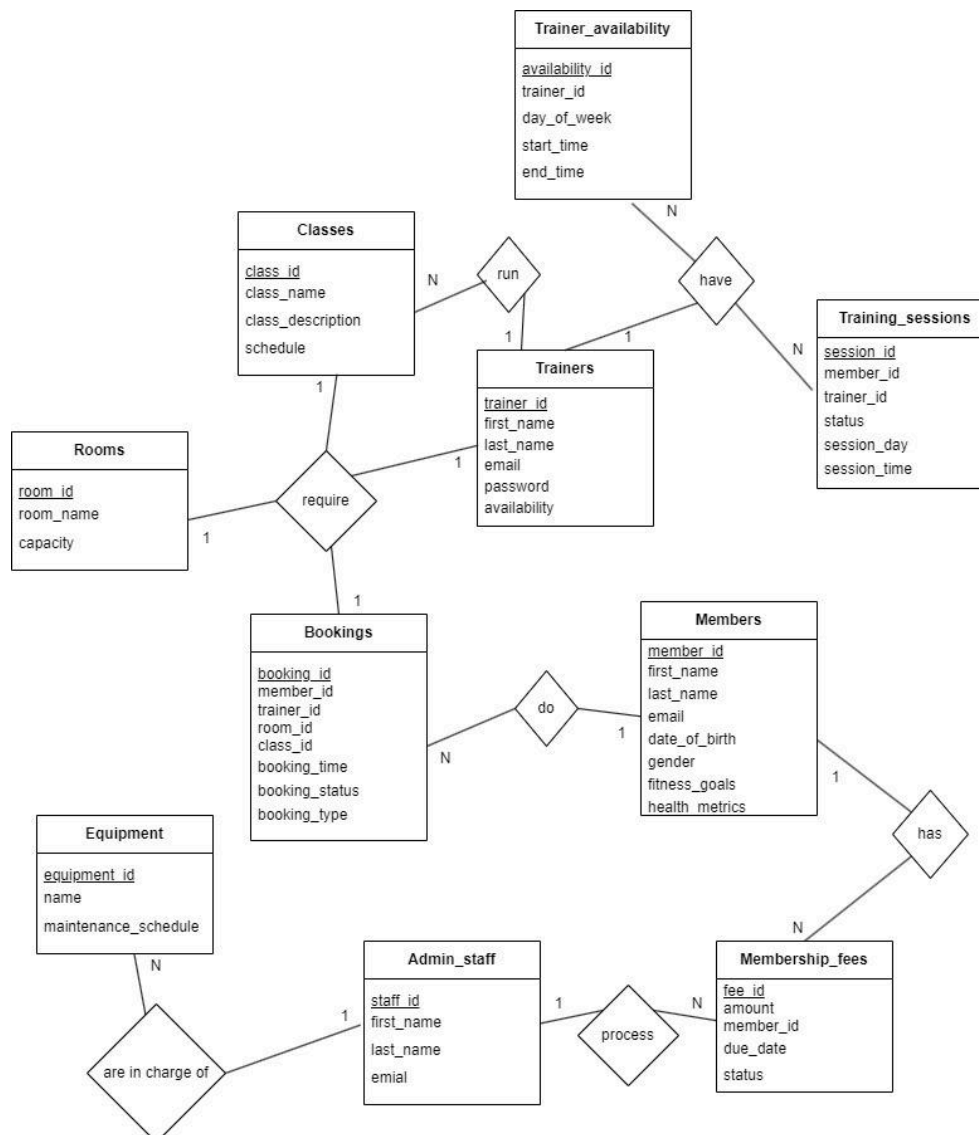 Trainer_availability
availability_id
trainer_id
day_of_week
start_time
end_time
N
have
1
N
Classes
class_id
class_name
class_description
schedule
N
run
1
Training_sessions
session_id
member_id
trainer_id
status
session_day
session_time
Trainers
trainer_id
first_name
last_name
email
password
availability
1
1
Rooms
room_id
room_name
capacity
1
require
1
Bookings
booking_id
member_id
trainer_id
room_id
class_id
booking_time
booking_status
booking_type
N
do
1
Members
member_id
first_name
last_name
email
date_of_birth
gender
fitness_goals
health_metrics
1
has
N
Equipment
equipment_id
name
maintenance_schedule
N
are in charge of
1
Admin_staff
staff_id
first_name
last_name
emial
1
process
N
Membership_fees
fee_id
amount
member_id
due_date
status